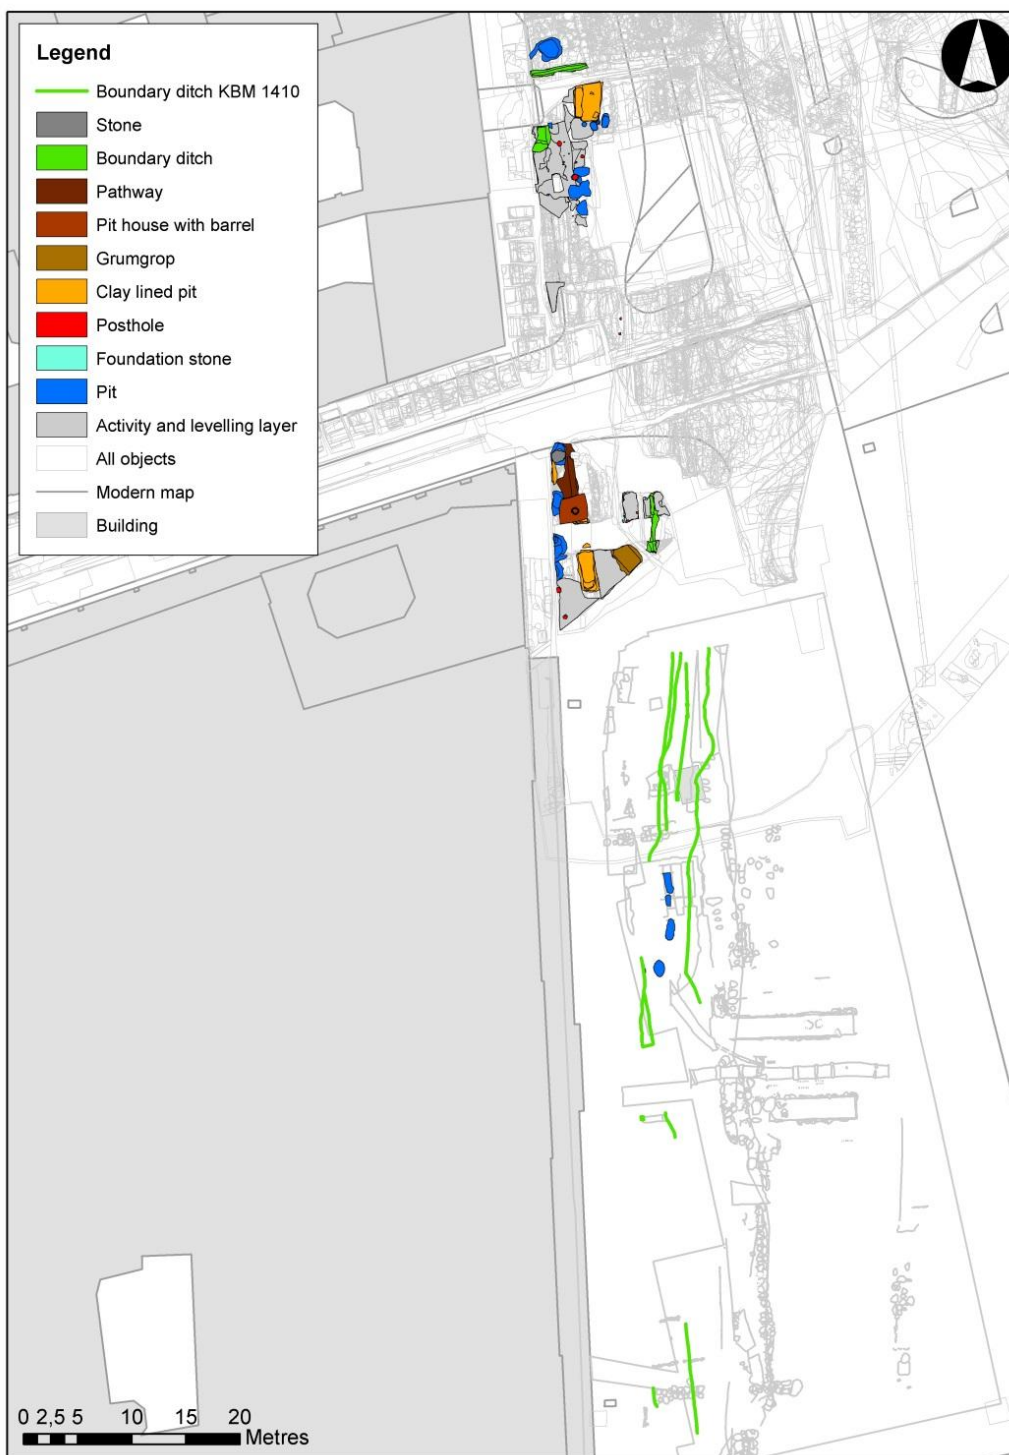 Legend
Boundary ditch KBM 1410
Stone
Boundary ditch
Pathway
Pit house with barrel
Grumgrop
Clay lined pit
Posthole
Foundation stone
Pit
Activity and levelling layer
All objects
Modern map
Building
0 2,5 5 10 15 20
Metres